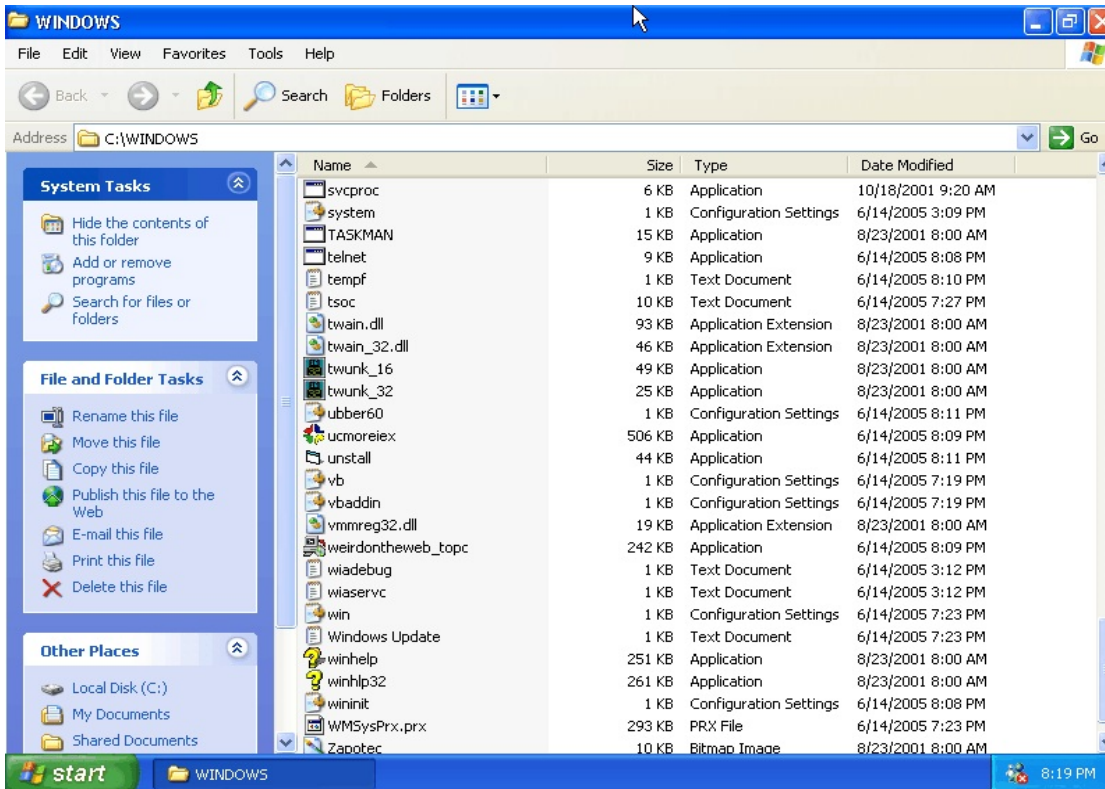 WINDOWS
File Edit View Favorites Tools Help
Back Search Folders
Address C:\WINDOWS Go
System Tasks
Hide the contents of
this folder
Add or remove
programs
Search for files or
folders
File and Folder Tasks
Rename this file
Move this file
Copy this file
Publish this file to the
Web
E-mail this file
Print this file
Delete this file
Other Places
Local Disk (C:)
My Documents
Shared Documents
Name Size Type Date Modified
svcproc 6 KB Application 10/18/2001 9:20 AM
system 1 KB Configuration Settings 6/14/2005 3:09 PM
TASKMAN 15 KB Application 8/23/2001 8:00 AM
telnet 9 KB Application 6/14/2005 8:08 PM
tempf 1 KB Text Document 6/14/2005 8:10 PM
tsoc 10 KB Text Document 6/14/2005 7:27 PM
twain.dll 93 KB Application Extension 8/23/2001 8:00 AM
twain_32.dll 46 KB Application Extension 8/23/2001 8:00 AM
twunk_16 49 KB Application 8/23/2001 8:00 AM
twunk_32 25 KB Application 8/23/2001 8:00 AM
ubber60 1 KB Configuration Settings 6/14/2005 8:11 PM
ucmoreiex 506 KB Application 6/14/2005 8:09 PM
unstall 44 KB Application 6/14/2005 8:11 PM
vb 1 KB Configuration Settings 6/14/2005 7:19 PM
vbaddin 1 KB Configuration Settings 6/14/2005 7:19 PM
vmmreg32.dll 19 KB Application Extension 8/23/2001 8:00 AM
weirdontheweb_topc 242 KB Application 6/14/2005 8:09 PM
wiadebug 1 KB Text Document 6/14/2005 3:12 PM
wiaservc 1 KB Text Document 6/14/2005 3:12 PM
win 1 KB Configuration Settings 6/14/2005 7:23 PM
Windows Update 1 KB Text Document 6/14/2005 7:23 PM
winhelp 251 KB Application 8/23/2001 8:00 AM
winhlp32 261 KB Application 8/23/2001 8:00 AM
wininit 1 KB Configuration Settings 6/14/2005 8:08 PM
WMSysPrx.prx 293 KB PRX File 6/14/2005 7:23 PM
Zapotec 10 KB Bitmap Image 8/23/2001 8:00 AM
start WINDOWS 8:19 PM